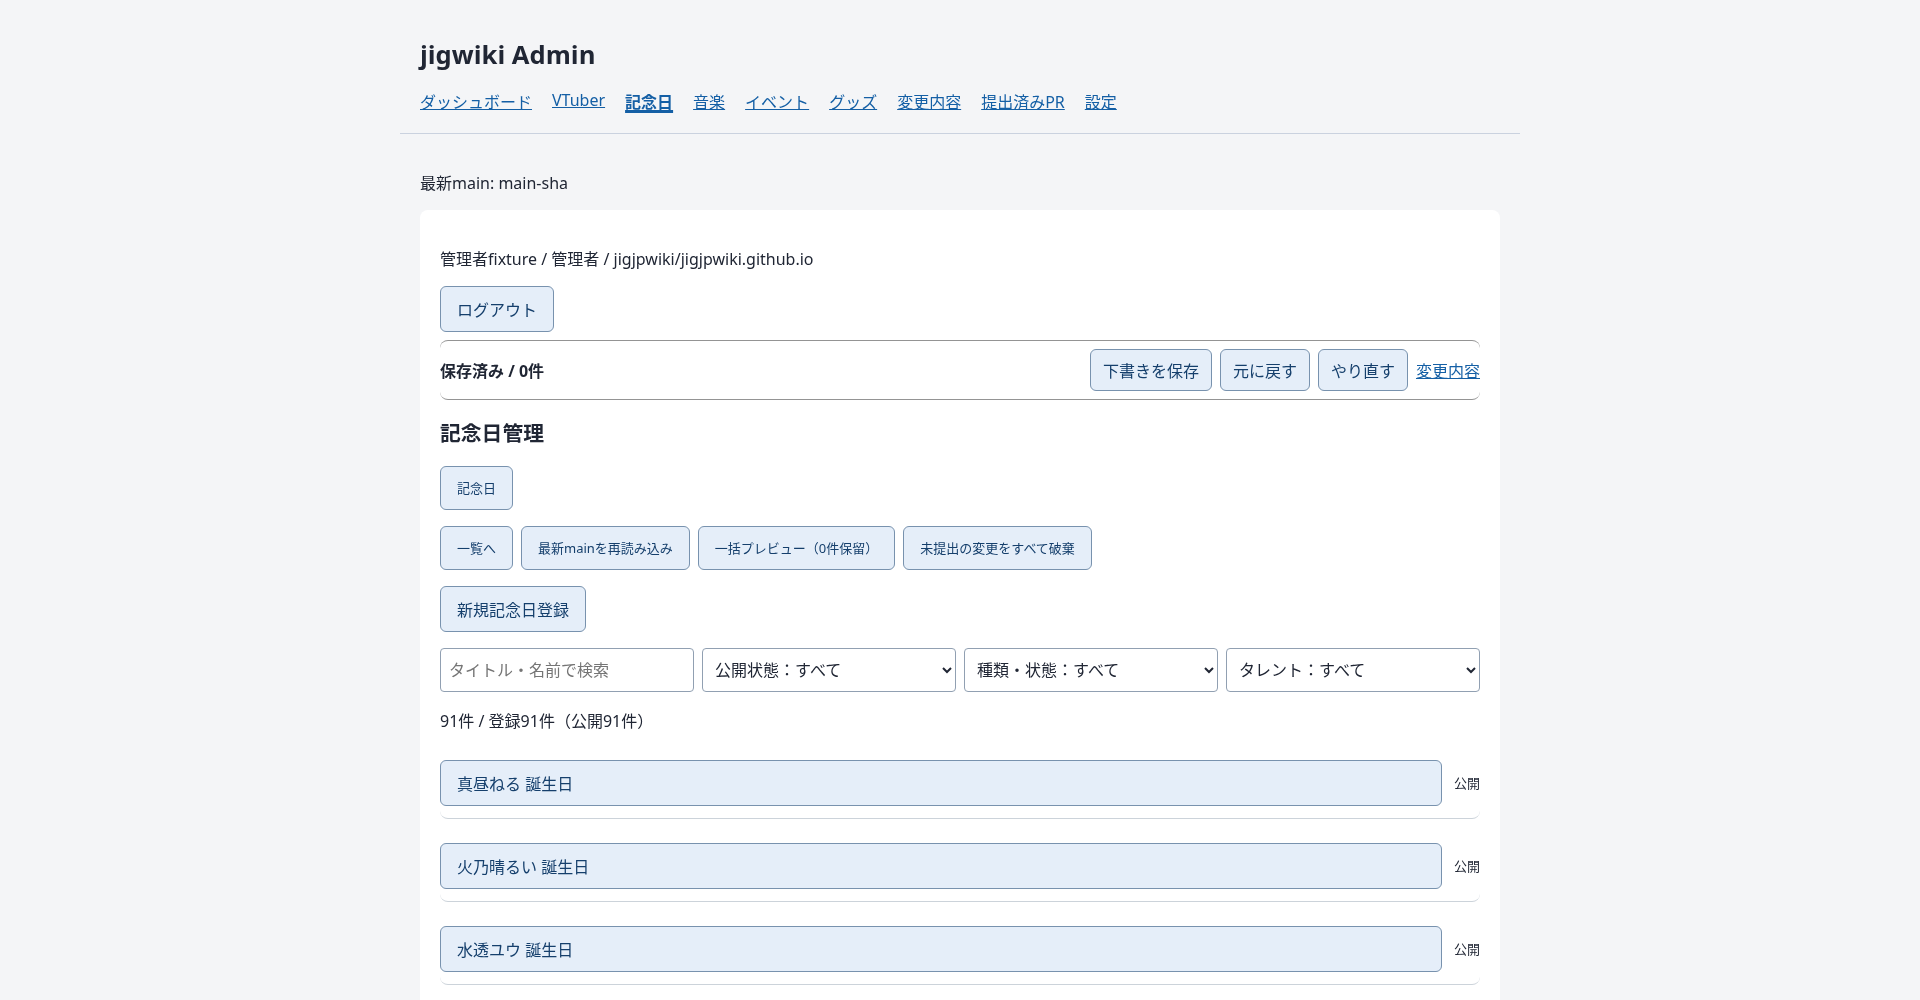 jigwiki Admin
ダッシュボード VTuber 記念日 音楽 イベント グッズ 変更内容 提出済みPR 設定
最新main: main-sha
管理者fixture / 管理者 / jigjpwiki/jigjpwiki.github.io
ログアウト
保存済み / 0件 下書きを保存 元に戻す やり直す 変更内容
記念日管理
記念日
一覧へ 最新mainを再読み込み 一括プレビュー（0件保留） 未提出の変更をすべて破棄
新規記念日登録
タイトル・名前で検索 公開状態：すべて 種類・状態：すべて タレント：すべて
91件 / 登録91件（公開91件）
真昼ねる 誕生日 公開
火乃晴るい 誕生日 公開
水透ユウ 誕生日 公開